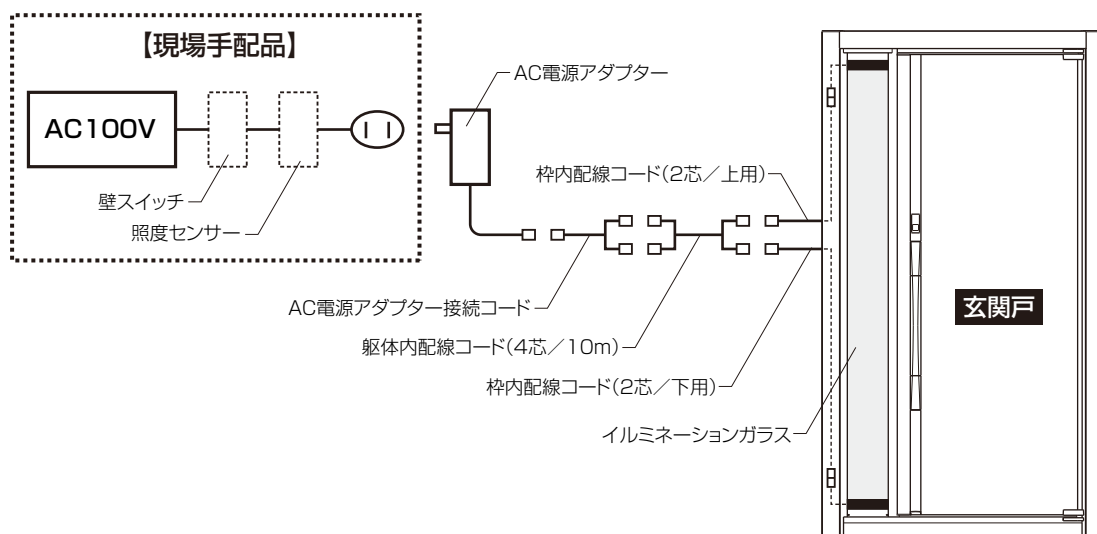 【現場手配品】
AC電源アダプター
AC100V
枠内配線コード(2芯/上用)
壁スイッチ
照度センサー
AC電源アダプター接続コード
玄関戸
躯体内配線コード(4芯/10m)
枠内配線コード(2芯/下用)
イルミネーションガラス